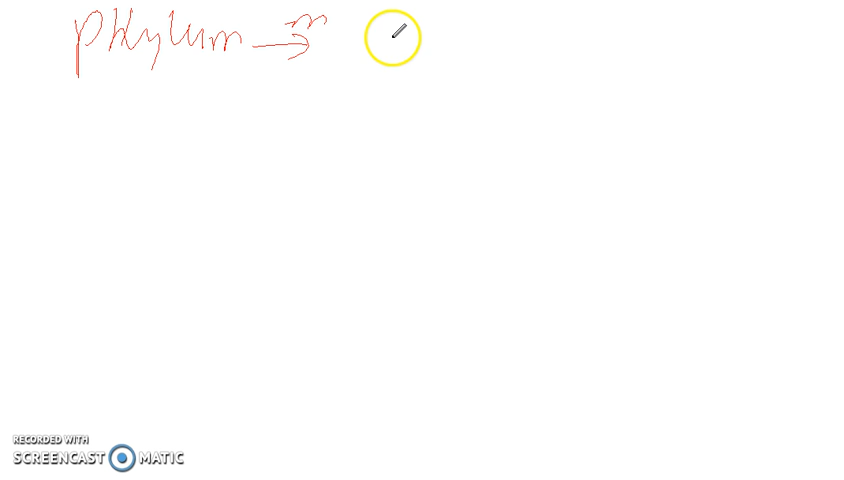 Phylum →
RECORDED WITH
SCREENCAST MATIC